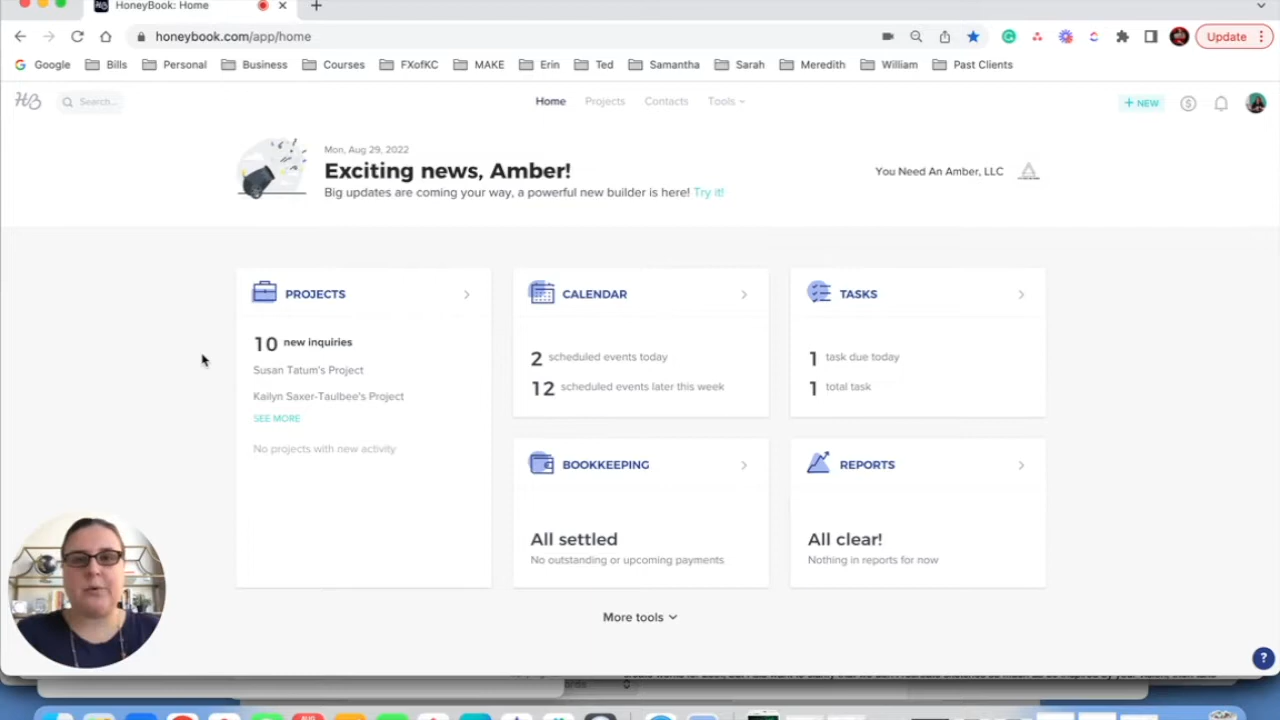 HoneyBook: Home
honeybook.com/app/home
Update
Google Bills Personal Business Courses FXofKC MAKE Erin Ted Samantha Sarah Meredith William Past Clients
HB Search... Home Projects Contacts Tools + NEW
Mon, Aug 29, 2022
Exciting news, Amber!
Big updates are coming your way, a powerful new builder is here! Try it!
You Need An Amber, LLC
PROJECTS
10 new inquiries
Susan Tatum's Project
Kailyn Saxer-Taulbee's Project
SEE MORE
No projects with new activity
CALENDAR
2 scheduled events today
12 scheduled events later this week
TASKS
1 task due today
1 total task
BOOKKEEPING
All settled
No outstanding or upcoming payments
REPORTS
All clear!
Nothing in reports for now
More tools
?
AUG